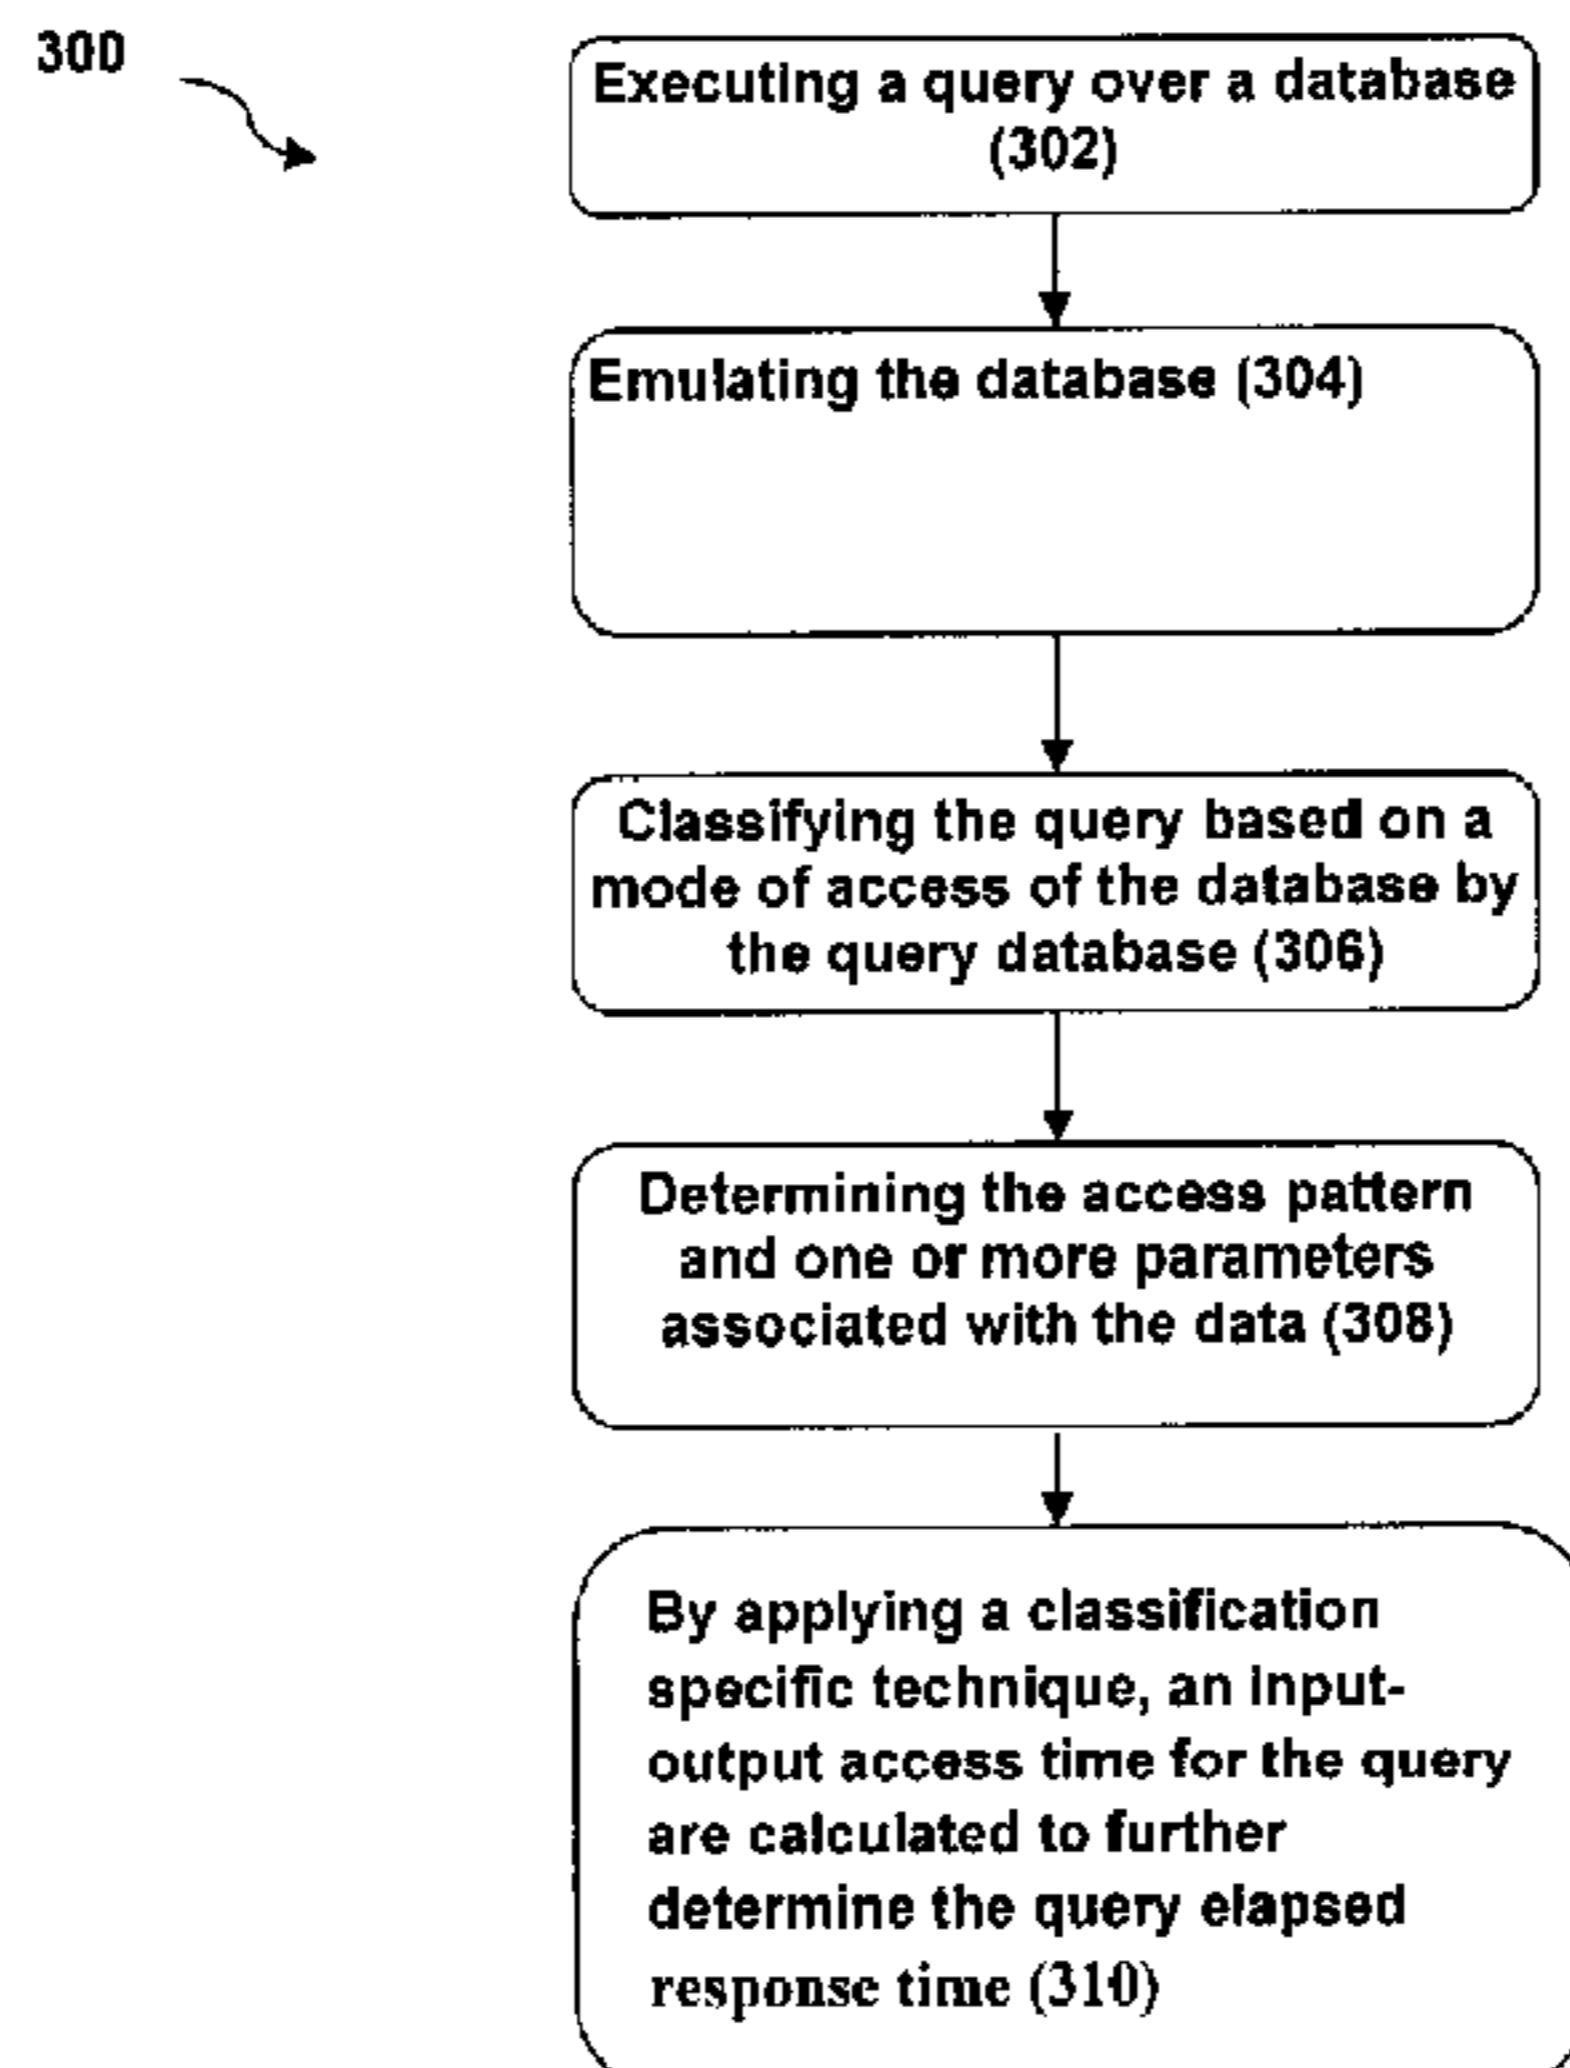 300
Executing a query over a database
(302)
Emulating the database (304)
Classifying the query based on a
mode of access of the database by
the query database (306)
Determining the access pattern
and one or more parameters
associated with the data (308)
By applying a classification
specific technique, an input-
output access time for the query
are calculated to further
determine the query elapsed
response time (310)